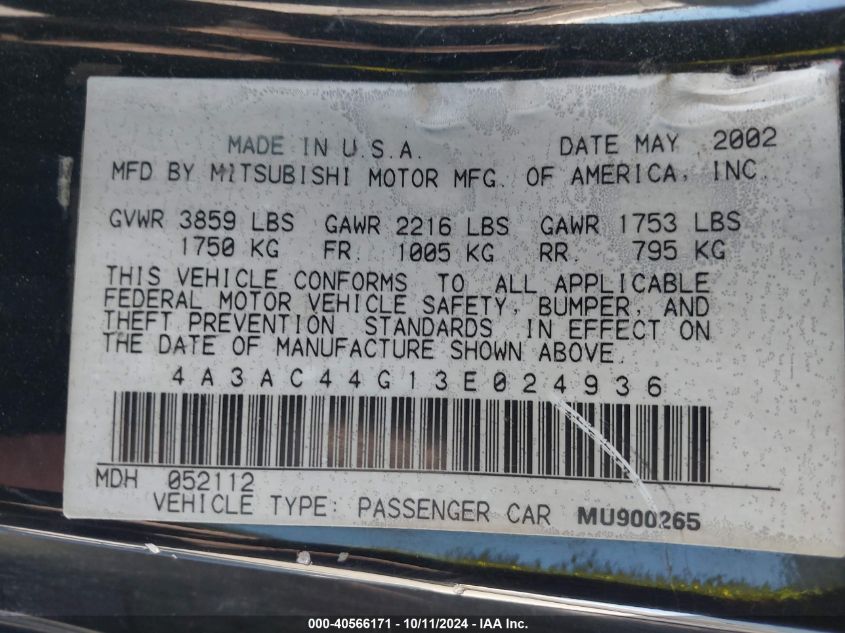 MADE IN U.S.A. DATE MAY 2002
MFD BY MITSUBISHI MOTOR MFG. OF AMERICA, INC.
GVWR 3859 LBS GAWR 2216 LBS GAWR 1753 LBS
1750 KG FR. 1005 KG RR. 795 KG
THIS VEHICLE CONFORMS TO ALL APPLICABLE
FEDERAL MOTOR VEHICLE SAFETY, BUMPER, AND
THEFT PREVENTION STANDARDS IN EFFECT ON
THE DATE OF MANUFACTURE SHOWN ABOVE.
4A3AC44G13E024936
MDH 052112
VEHICLE TYPE: PASSENGER CAR MU900265
000-40566171 - 10/11/2024 - IAA Inc.